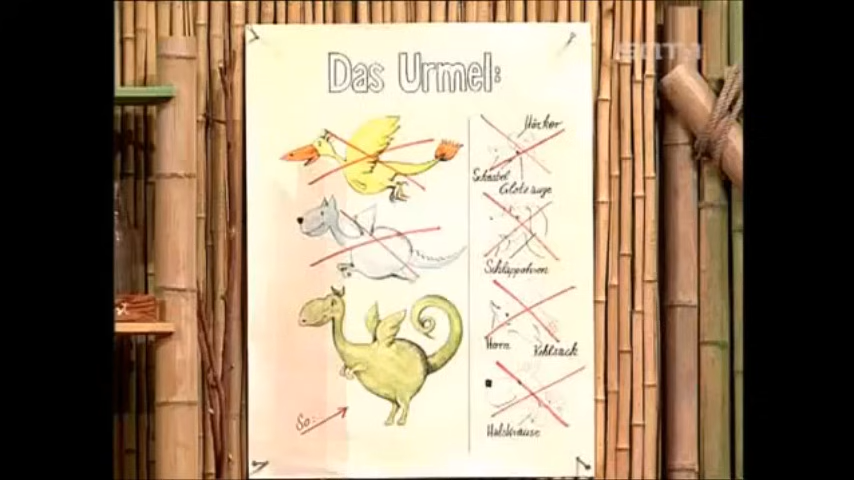 Das Urmel:
Höcker
Schnabel
Glotzauge
Schlappohren
Horn
Kehlsack
Halskrause
So: